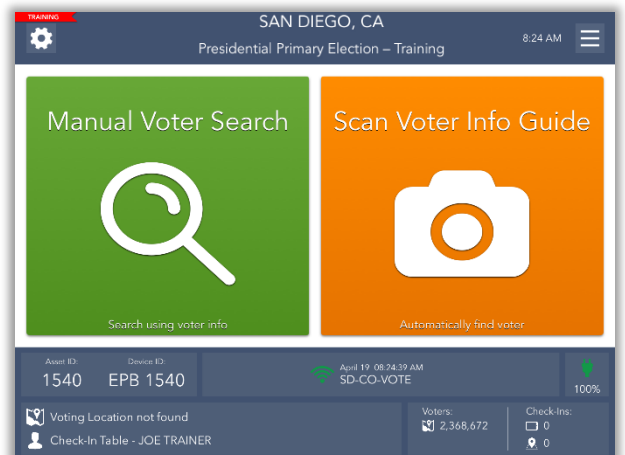 TRAINING
SAN DIEGO, CA
Presidential Primary Election – Training
8:24 AM
Manual Voter Search
Search using voter info
Scan Voter Info Guide
Automatically find voter
Asset ID:
1540
Device ID:
EPB 1540
April 19 08:24:39 AM
SD-CO-VOTE
100%
Voting Location not found
Check-In Table - JOE TRAINER
Voters:
2,368,672
Check-Ins:
0
0